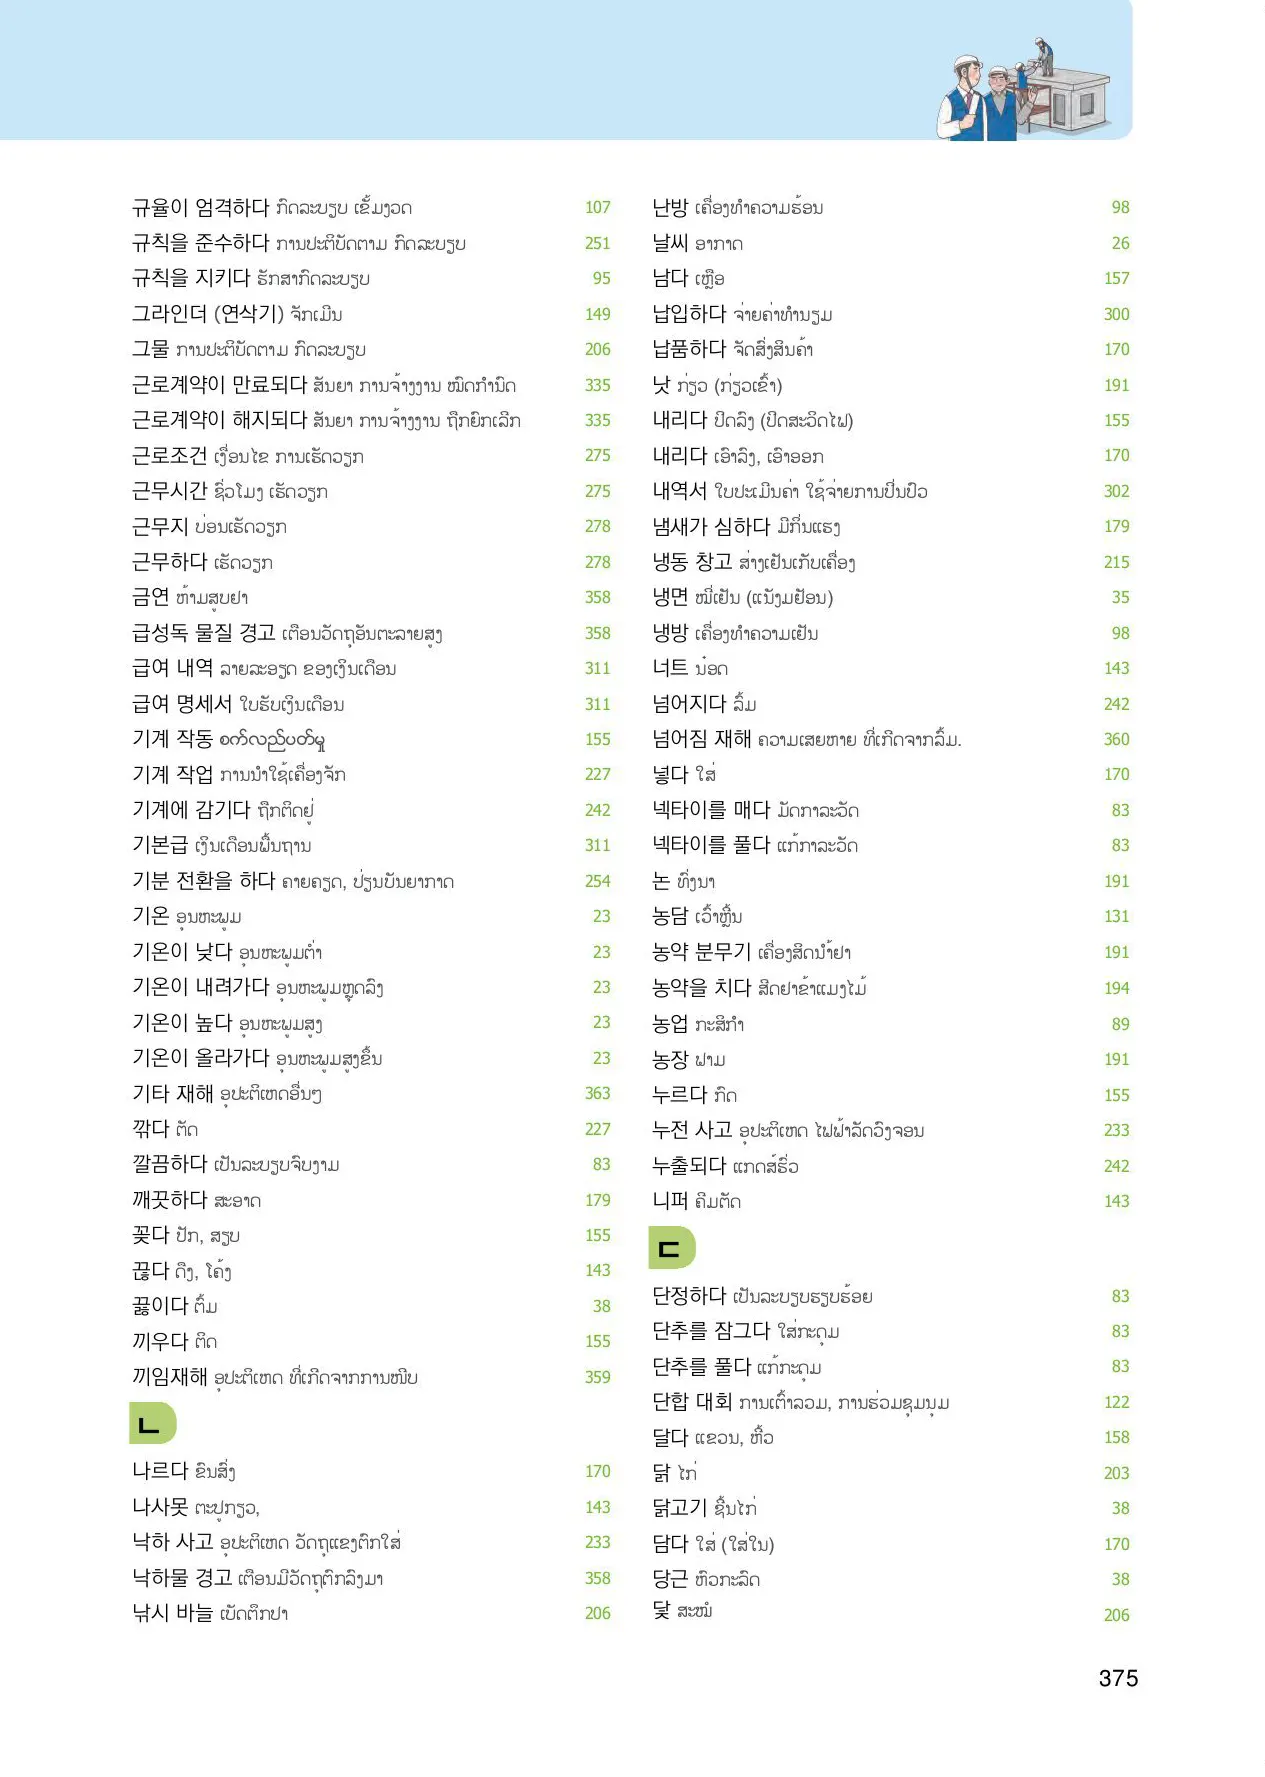 규율이 엄격하다 ກົດລະບຽບ ເຂັ້ມງວດ 107
규칙을 준수하다 ການປະຕິບັດຕາມ ກົດລະບຽບ 251
규칙을 지키다 ຮັກສາກົດລະບຽບ 95
그라인더 (연삭기) ຈັກເມີນ 149
그물 ການປະຕິບັດຕາມ ກົດລະບຽບ 206
근로계약이 만료되다 ສັນຍາ ການຈ້າງງານ ໝົດກຳນົດ 335
근로계약이 해지되다 ສັນຍາ ການຈ້າງງານ ຖືກຍົກເລີກ 335
근로조건 ເງື່ອນໄຂ ການເຮັດວຽກ 275
근무시간 ຊົ່ວໂມງ ເຮັດວຽກ 275
근무지 ບ່ອນເຮັດວຽກ 278
근무하다 ເຮັດວຽກ 278
금연 ຫ້າມສູບຢາ 358
급성독 물질 경고 ເຕືອນວັດຖຸອັນຕະລາຍສູງ 358
급여 내역 ລາຍລະອຽດ ຂອງເງິນເດືອນ 311
급여 명세서 ໃບຮັບເງິນເດືອນ 311
기계 작동 စက်လည်ပတ်မှု 155
기계 작업 ການນຳໃຊ້ເຄື່ອງຈັກ 227
기계에 감기다 ຖືກຕິດຢູ່ 242
기본급 ເງິນເດືອນພື້ນຖານ 311
기분 전환을 하다 ຄາຍຄຽດ, ປ່ຽນບັນຍາກາດ 254
기온 ອຸນຫະພູມ 23
기온이 낮다 ອຸນຫະພູມຕ່ຳ 23
기온이 내려가다 ອຸນຫະພູມຫຼຸດລົງ 23
기온이 높다 ອຸນຫະພູມສູງ 23
기온이 올라가다 ອຸນຫະພູມສູງຂຶ້ນ 23
기타 재해 ອຸປະຕິເຫດອື່ນໆ 363
깎다 ຕັດ 227
깔끔하다 ເປັນລະບຽບຈົບງາມ 83
깨끗하다 ສະອາດ 179
꽂다 ປັກ, ສຽບ 155
끊다 ດຶງ, ໂຄ້ງ 143
끓이다 ຕົ້ມ 38
끼우다 ຕິດ 155
끼임재해 ອຸປະຕິເຫດ ທີ່ເກີດຈາກການໜີບ 359
ㄴ
나르다 ຂົນສົ່ງ 170
나사못 ຕະປູກຽວ, 143
낙하 사고 ອຸປະຕິເຫດ ວັດຖຸແຂງຕົກໃສ່ 233
낙하물 경고 ເຕືອນມີວັດຖຸຕົກລົງມາ 358
낚시 바늘 ເບັດຕຶກປາ 206
난방 ເຄື່ອງທຳຄວາມຮ້ອນ 98
날씨 ອາກາດ 26
남다 ເຫຼືອ 157
납입하다 ຈ່າຍຄ່າທຳນຽມ 300
납품하다 ຈັດສົ່ງສິນຄ້າ 170
낫 ກ່ຽວ (ກ່ຽວເຂົ້າ) 191
내리다 ປິດລົງ (ປິດສະວິດໄຟ) 155
내리다 ເອົາລົງ, ເອົາອອກ 170
내역서 ໃບປະເມີນຄ່າ ໃຊ້ຈ່າຍການປິ່ນປົວ 302
냄새가 심하다 ມີກິ່ນແຮງ 179
냉동 창고 ສ່າງເຢັນເກັບເຄື່ອງ 215
냉면 ໝີ່ເຢັນ (ແນັງມຢັອນ) 35
냉방 ເຄື່ອງທຳຄວາມເຢັນ 98
너트 ນ໋ອດ 143
넘어지다 ລົ້ມ 242
넘어짐 재해 ຄວາມເສຍຫາຍ ທີ່ເກີດຈາກລົ້ມ. 360
넣다 ໃສ່ 170
넥타이를 매다 ມັດກາລະວັດ 83
넥타이를 풀다 ແກ້ກາລະວັດ 83
논 ທົ່ງນາ 191
농담 ເວົ້າຫຼິ້ນ 131
농약 분무기 ເຄື່ອງສິດນ້ຳຢາ 191
농약을 치다 ສິດຢາຂ້າແມງໄມ້ 194
농업 ກະສິກຳ 89
농장 ຟາມ 191
누르다 ກົດ 155
누전 사고 ອຸປະຕິເຫດ ໄຟຟ້າລັດວົງຈອນ 233
누출되다 ແກດສ໌ຮົ່ວ 242
니퍼 ຄີມຕັດ 143
ㄷ
단정하다 ເປັນລະບຽບຮຽບຮ້ອຍ 83
단추를 잠그다 ໃສ່ກະດຸມ 83
단추를 풀다 ແກ້ກະດຸມ 83
단합 대회 ການເຕົ້າລວມ, ການຮ່ວມຊຸມນຸມ 122
달다 ແຂວນ, ຫີ້ວ 158
닭 ໄກ່ 203
닭고기 ຊີ້ນໄກ່ 38
담다 ໃສ່ (ໃສ່ໃນ) 170
당근 ຫົວກະລົດ 38
닻 ສະໝໍ 206
375